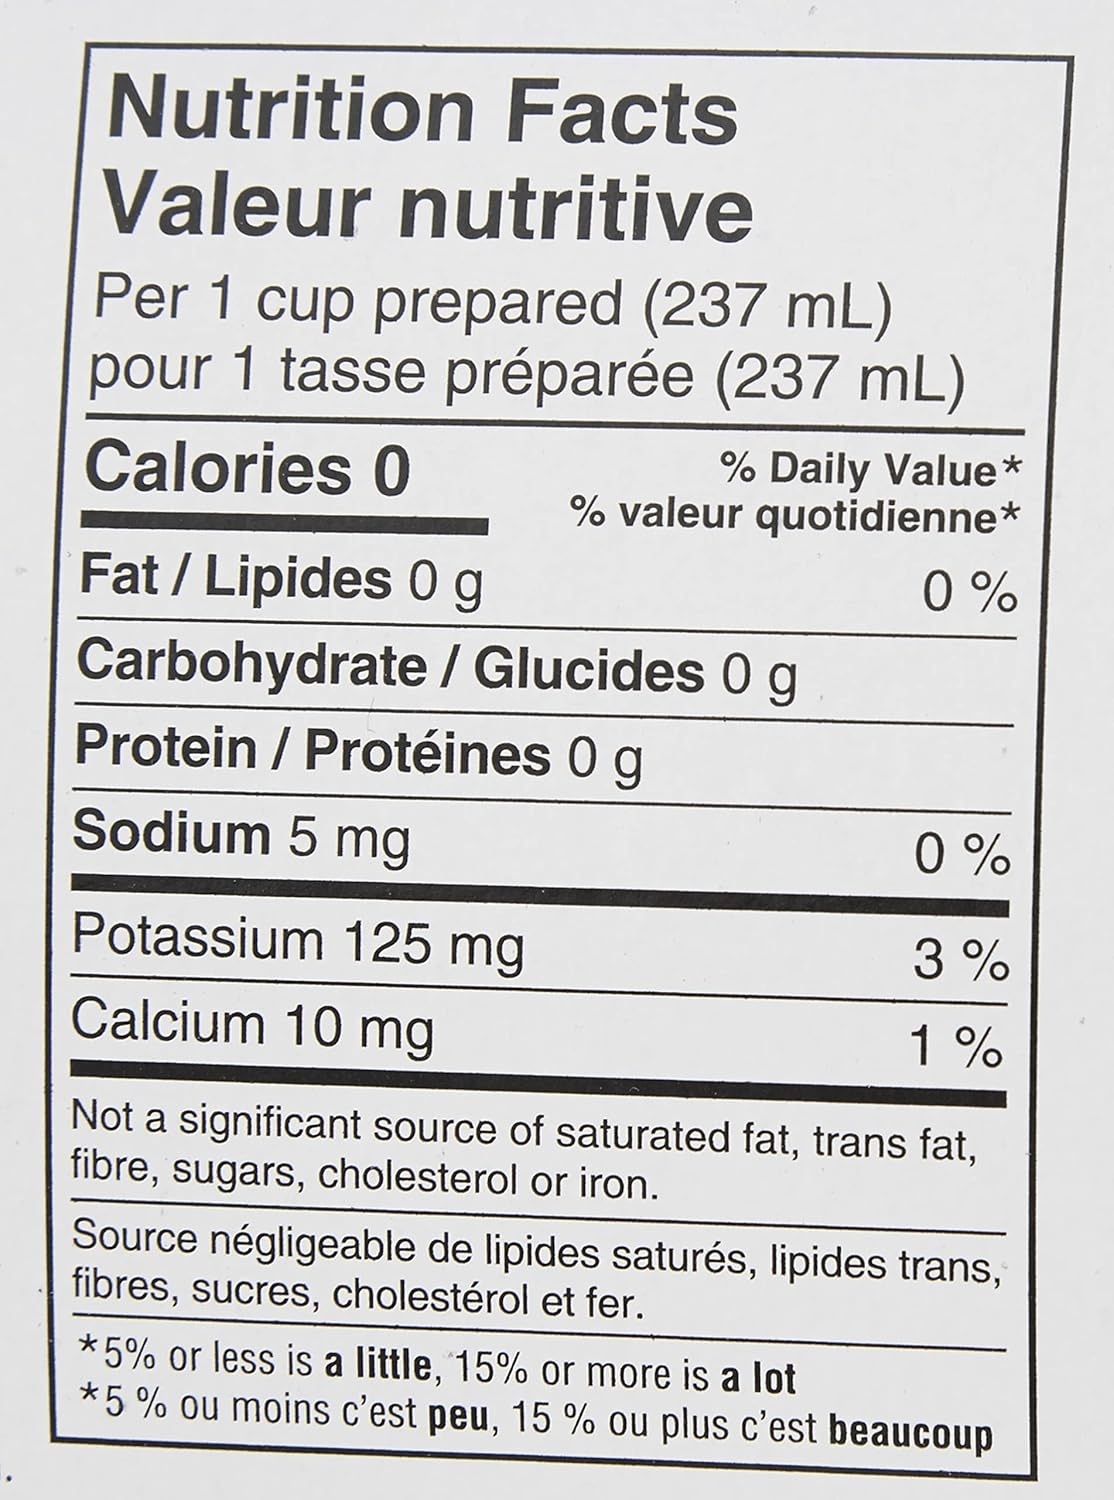 Nutrition Facts
Valeur nutritive
Per 1 cup prepared (237 mL)
pour 1 tasse préparée (237 mL)
Calories 0
% Daily Value*
% valeur quotidienne*
Fat / Lipides 0 g 0 %
Carbohydrate / Glucides 0 g
Protein / Protéines 0 g
Sodium 5 mg 0 %
Potassium 125 mg 3 %
Calcium 10 mg 1 %
Not a significant source of saturated fat, trans fat,
fibre, sugars, cholesterol or iron.
Source négligeable de lipides saturés, lipides trans,
fibres, sucres, cholestérol et fer.
*5% or less is a little, 15% or more is a lot
*5 % ou moins c'est peu, 15 % ou plus c'est beaucoup